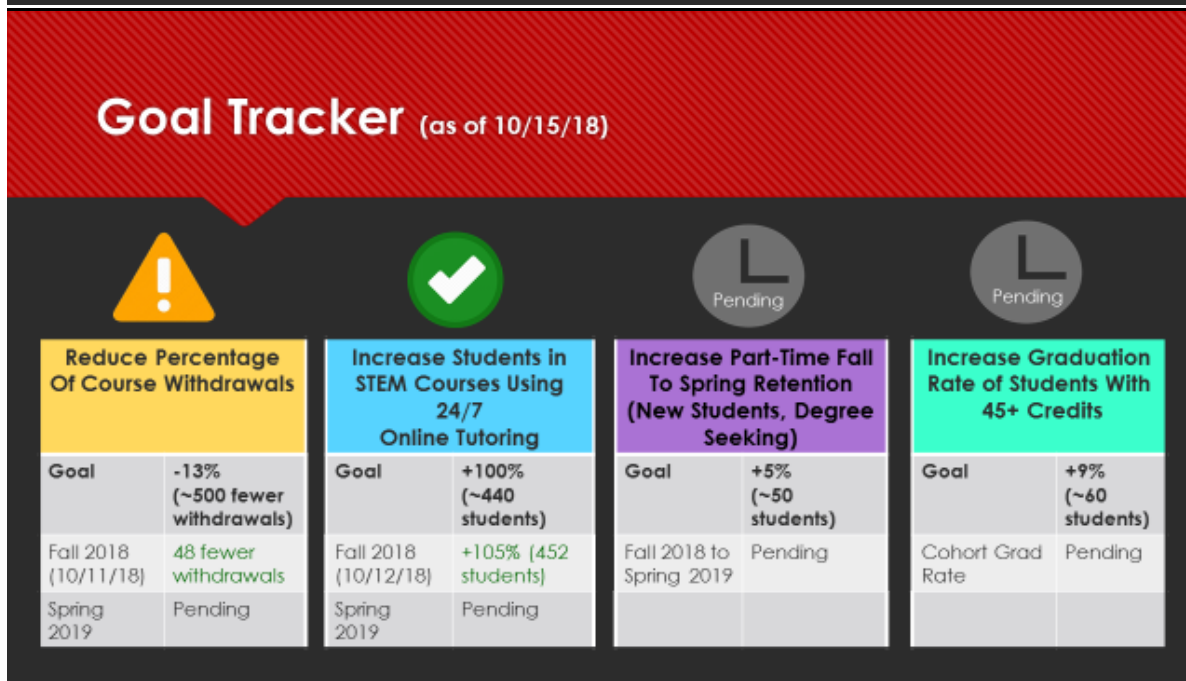 Goal Tracker (as of 10/15/18)
Pending
Pending
Reduce Percentage
Of Course Withdrawals
Goal
-13%
(~500 fewer
withdrawals)
Fall 2018
(10/11/18)
48 fewer
withdrawals
Spring
2019
Pending
Increase Students in
STEM Courses Using
24/7
Online Tutoring
Goal
+100%
(~440
students)
Fall 2018
(10/12/18)
+105% (452
students)
Spring
2019
Pending
Increase Part-Time Fall
To Spring Retention
(New Students, Degree
Seeking)
Goal
+5%
(~50
students)
Fall 2018 to
Spring 2019
Pending
Increase Graduation
Rate of Students With
45+ Credits
Goal
+9%
(~60
students)
Cohort Grad
Rate
Pending